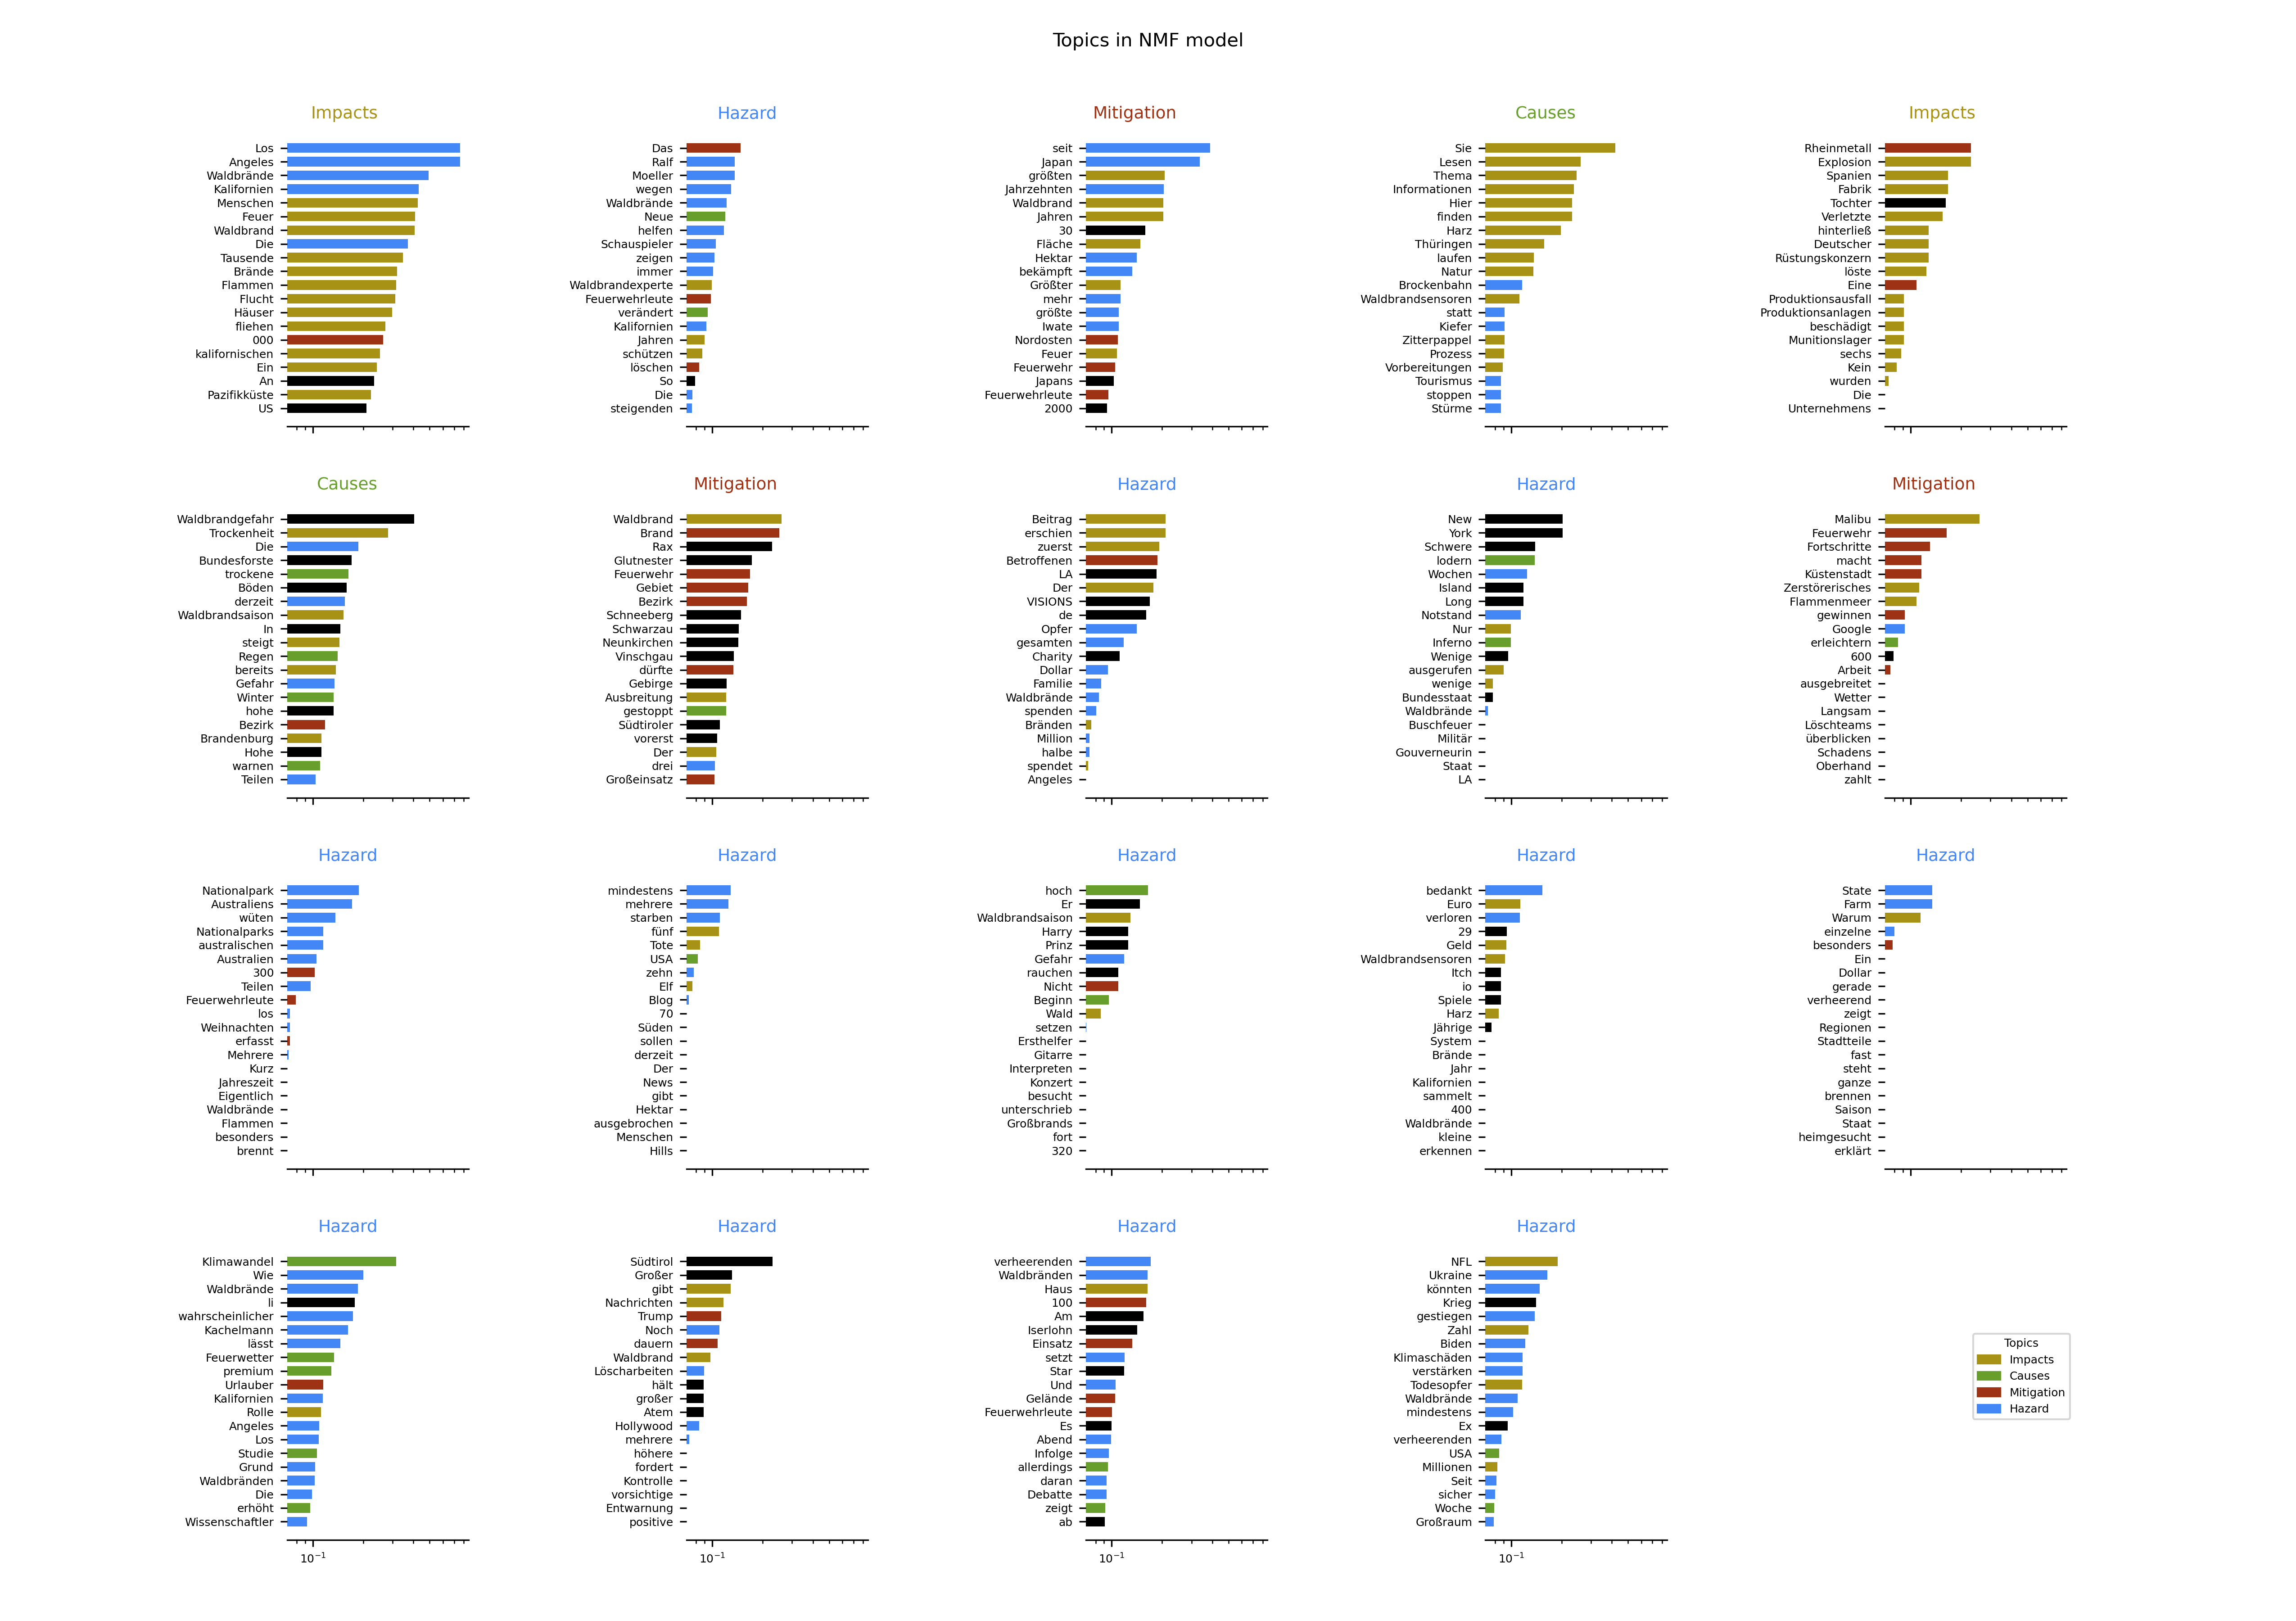 Topics in NMF model
Impacts
Los
Angeles
Waldbrände
Kalifornien
Menschen
Feuer
Waldbrand
Die
Tausende
Brände
Flammen
Flucht
Häuser
fliehen
000
kalifornischen
Ein
An
Pazifikküste
US
Hazard
Das
Ralf
Moeller
wegen
Waldbrände
Neue
helfen
Schauspieler
zeigen
immer
Waldbrandexperte
Feuerwehrleute
verändert
Kalifornien
Jahren
schützen
löschen
So
Die
steigenden
Mitigation
seit
Japan
größten
Jahrzehnten
Waldbrand
Jahren
30
Fläche
Hektar
bekämpft
Größter
mehr
größte
Iwate
Nordosten
Feuer
Feuerwehr
Japans
Feuerwehrleute
2000
Causes
Sie
Lesen
Thema
Informationen
Hier
finden
Harz
Thüringen
laufen
Natur
Brockenbahn
Waldbrandsensoren
statt
Kiefer
Zitterpappel
Prozess
Vorbereitungen
Tourismus
stoppen
Stürme
Impacts
Rheinmetall
Explosion
Spanien
Fabrik
Tochter
Verletzte
hinterließ
Deutscher
Rüstungskonzern
löste
Eine
Produktionsausfall
Produktionsanlagen
beschädigt
Munitionslager
sechs
Kein
wurden
Die
Unternehmens
Causes
Waldbrandgefahr
Trockenheit
Die
Bundesforste
trockene
Böden
derzeit
Waldbrandsaison
In
steigt
Regen
bereits
Gefahr
Winter
hohe
Bezirk
Brandenburg
Hohe
warnen
Teilen
Mitigation
Waldbrand
Brand
Rax
Glutnester
Feuerwehr
Gebiet
Bezirk
Schneeberg
Schwarzau
Neunkirchen
Vinschgau
dürfte
Gebirge
Ausbreitung
gestoppt
Südtiroler
vorerst
Der
drei
Großeinsatz
Hazard
Beitrag
erschien
zuerst
Betroffenen
LA
Der
VISIONS
de
Opfer
gesamten
Charity
Dollar
Familie
Waldbrände
spenden
Bränden
Million
halbe
spendet
Angeles
Hazard
New
York
Schwere
lodern
Wochen
Island
Long
Notstand
Nur
Inferno
Wenige
ausgerufen
wenige
Bundesstaat
Waldbrände
Buschfeuer
Militär
Gouverneurin
Staat
LA
Mitigation
Malibu
Feuerwehr
Fortschritte
macht
Küstenstadt
Zerstörerisches
Flammenmeer
gewinnen
Google
erleichtern
600
Arbeit
ausgebreitet
Wetter
Langsam
Löschteams
überblicken
Schadens
Oberhand
zahlt
Hazard
Nationalpark
Australiens
wüten
Nationalparks
australischen
Australien
300
Teilen
Feuerwehrleute
los
Weihnachten
erfasst
Mehrere
Kurz
Jahreszeit
Eigentlich
Waldbrände
Flammen
besonders
brennt
Hazard
mindestens
mehrere
starben
fünf
Tote
USA
zehn
Elf
Blog
70
Süden
sollen
derzeit
Der
News
gibt
Hektar
ausgebrochen
Menschen
Hills
Hazard
hoch
Er
Waldbrandsaison
Harry
Prinz
Gefahr
rauchen
Nicht
Beginn
Wald
setzen
Ersthelfer
Gitarre
Interpreten
Konzert
besucht
unterschrieb
Großbrands
fort
320
Hazard
bedankt
Euro
verloren
29
Geld
Waldbrandsensoren
Itch
io
Spiele
Harz
Jährige
System
Brände
Jahr
Kalifornien
sammelt
400
Waldbrände
kleine
erkennen
Hazard
State
Farm
Warum
einzelne
besonders
Ein
Dollar
gerade
verheerend
zeigt
Regionen
Stadtteile
fast
steht
ganze
brennen
Saison
Staat
heimgesucht
erklärt
Hazard
Klimawandel
Wie
Waldbrände
li
wahrscheinlicher
Kachelmann
lässt
Feuerwetter
premium
Urlauber
Kalifornien
Rolle
Angeles
Los
Studie
Grund
Waldbränden
Die
erhöht
Wissenschaftler
10⁻¹
Hazard
Südtirol
Großer
gibt
Nachrichten
Trump
Noch
dauern
Waldbrand
Löscharbeiten
hält
großer
Atem
Hollywood
mehrere
höhere
fordert
Kontrolle
vorsichtige
Entwarnung
positive
10⁻¹
Hazard
verheerenden
Waldbränden
Haus
100
Am
Iserlohn
Einsatz
setzt
Star
Und
Gelände
Feuerwehrleute
Es
Abend
Infolge
allerdings
daran
Debatte
zeigt
ab
10⁻¹
Hazard
NFL
Ukraine
könnten
Krieg
gestiegen
Zahl
Biden
Klimaschäden
verstärken
Todesopfer
Waldbrände
mindestens
Ex
verheerenden
USA
Millionen
Seit
sicher
Woche
Großraum
10⁻¹
Topics
Impacts
Causes
Mitigation
Hazard